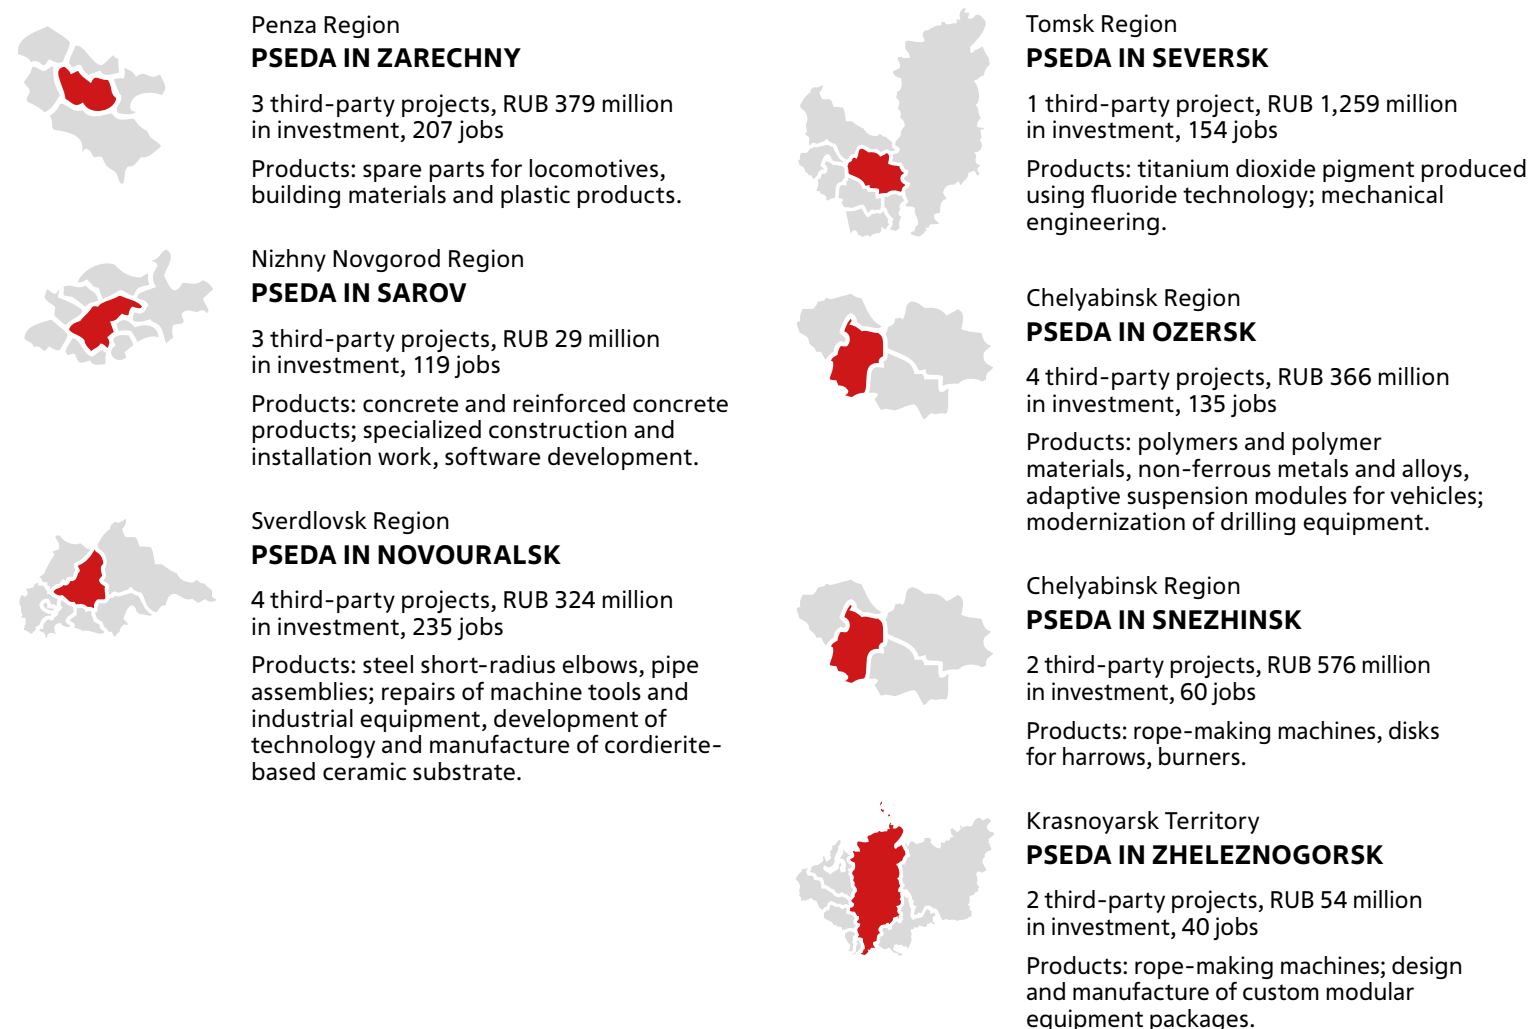 Penza Region
PSEDA IN ZARECHNY
3 third-party projects, RUB 379 million
in investment, 207 jobs
Products: spare parts for locomotives,
building materials and plastic products.
Nizhny Novgorod Region
PSEDA IN SAROV
3 third-party projects, RUB 29 million
in investment, 119 jobs
Products: concrete and reinforced concrete
products; specialized construction and
installation work, software development.
Sverdlovsk Region
PSEDA IN NOVOURALSK
4 third-party projects, RUB 324 million
in investment, 235 jobs
Products: steel short-radius elbows, pipe
assemblies; repairs of machine tools and
industrial equipment, development of
technology and manufacture of cordierite-
based ceramic substrate.
Tomsk Region
PSEDA IN SEVERSK
1 third-party project, RUB 1,259 million
in investment, 154 jobs
Products: titanium dioxide pigment produced
using fluoride technology; mechanical
engineering.
Chelyabinsk Region
PSEDA IN OZERSK
4 third-party projects, RUB 366 million
in investment, 135 jobs
Products: polymers and polymer
materials, non-ferrous metals and alloys,
adaptive suspension modules for vehicles;
modernization of drilling equipment.
Chelyabinsk Region
PSEDA IN SNEZHINSK
2 third-party projects, RUB 576 million
in investment, 60 jobs
Products: rope-making machines, disks
for harrows, burners.
Krasnoyarsk Territory
PSEDA IN ZHELEZNOGORSK
2 third-party projects, RUB 54 million
in investment, 40 jobs
Products: rope-making machines; design
and manufacture of custom modular
equipment packages.